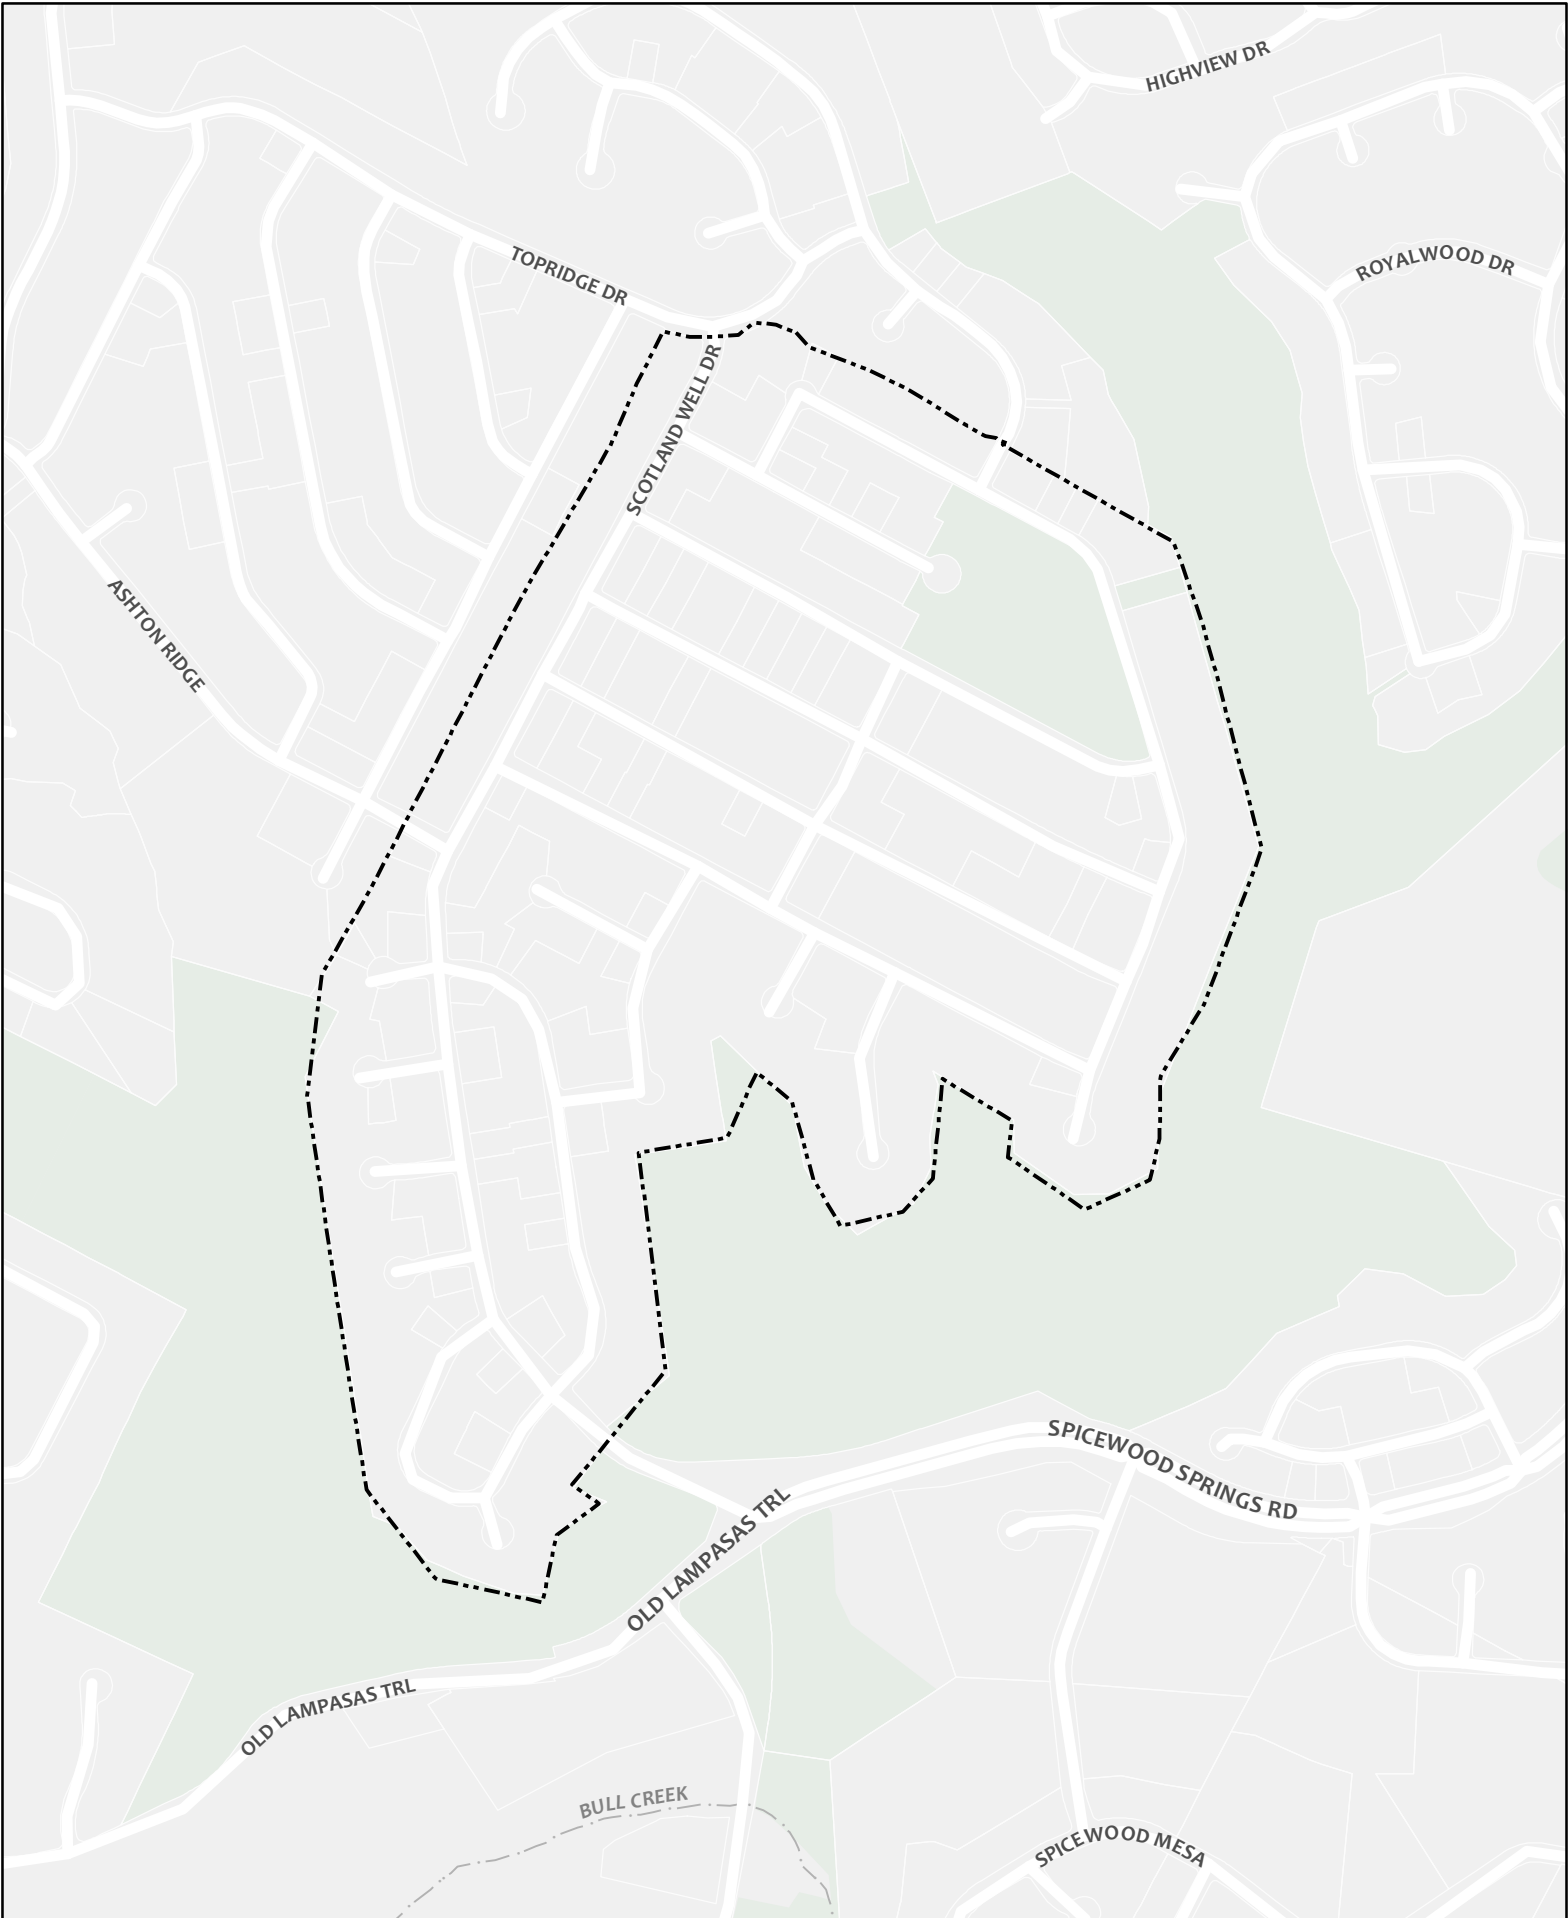 HIGHVIEW DR
TOPRIDGE DR
ROYALWOOD DR
SCOTLAND WELL DR
ASHTON RIDGE
SPICEWOOD SPRINGS RD
OLD LAMPASAS TRL
OLD LAMPASAS TRL
BULL CREEK
SPICEWOOD MESA